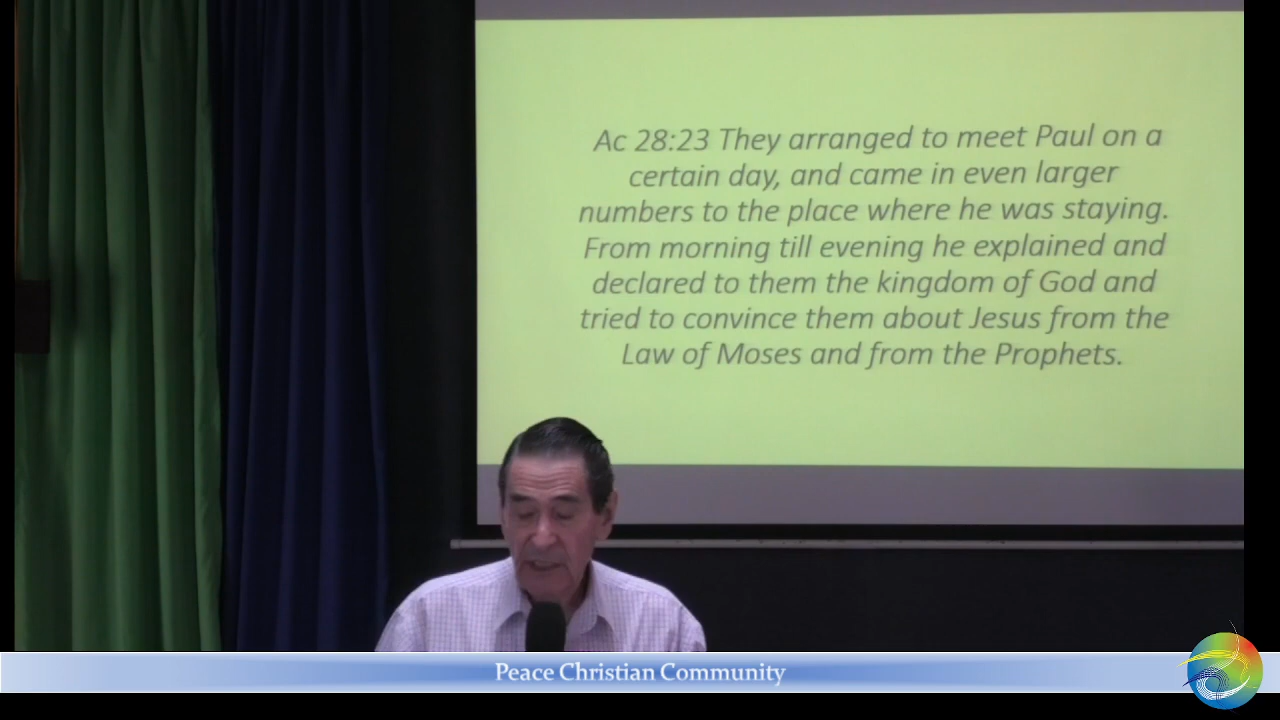 Ac 28:23 They arranged to meet Paul on a
certain day, and came in even larger
numbers to the place where he was staying.
From morning till evening he explained and
declared to them the kingdom of God and
tried to convince them about Jesus from the
Law of Moses and from the Prophets.
Peace Christian Community